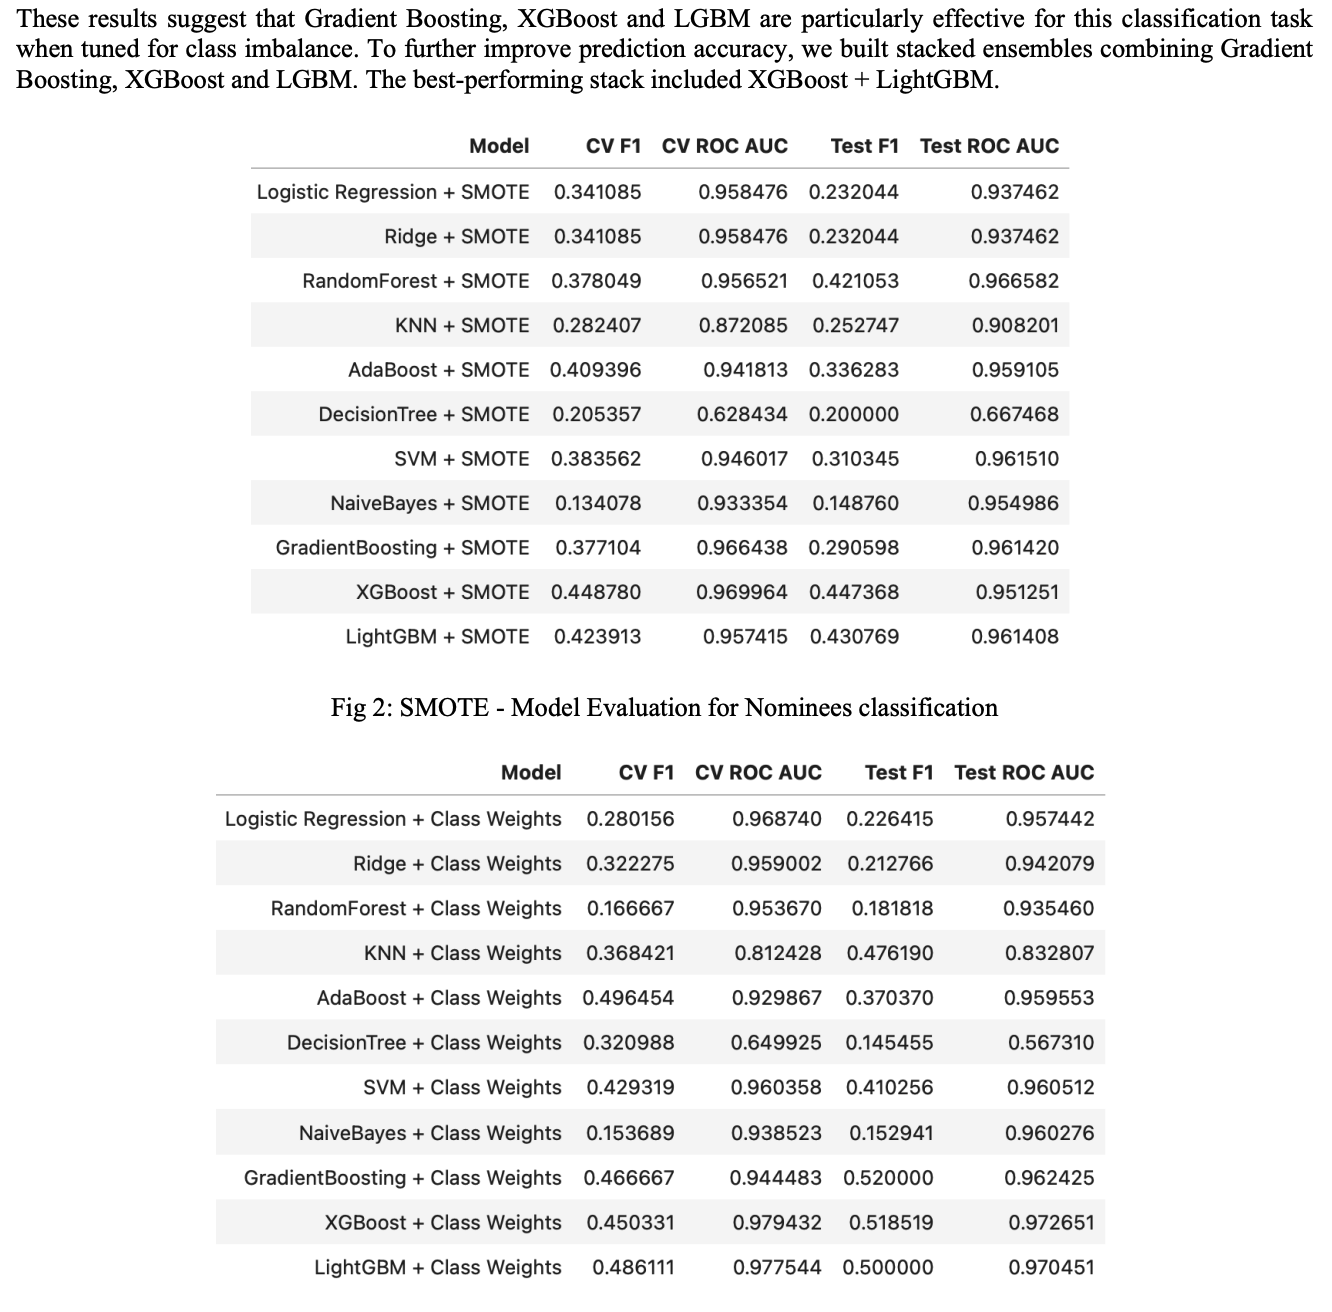 These results suggest that Gradient Boosting, XGBoost and LGBM are particularly effective for this classification task
when tuned for class imbalance. To further improve prediction accuracy, we built stacked ensembles combining Gradient
Boosting, XGBoost and LGBM. The best-performing stack included XGBoost + LightGBM.
Model CV F1 CV ROC AUC Test F1 Test ROC AUC
Logistic Regression + SMOTE 0.341085 0.958476 0.232044 0.937462
Ridge + SMOTE 0.341085 0.958476 0.232044 0.937462
RandomForest + SMOTE 0.378049 0.956521 0.421053 0.966582
KNN + SMOTE 0.282407 0.872085 0.252747 0.908201
AdaBoost + SMOTE 0.409396 0.941813 0.336283 0.959105
DecisionTree + SMOTE 0.205357 0.628434 0.200000 0.667468
SVM + SMOTE 0.383562 0.946017 0.310345 0.961510
NaiveBayes + SMOTE 0.134078 0.933354 0.148760 0.954986
GradientBoosting + SMOTE 0.377104 0.966438 0.290598 0.961420
XGBoost + SMOTE 0.448780 0.969964 0.447368 0.951251
LightGBM + SMOTE 0.423913 0.957415 0.430769 0.961408
Fig 2: SMOTE - Model Evaluation for Nominees classification
Model CV F1 CV ROC AUC Test F1 Test ROC AUC
Logistic Regression + Class Weights 0.280156 0.968740 0.226415 0.957442
Ridge + Class Weights 0.322275 0.959002 0.212766 0.942079
RandomForest + Class Weights 0.166667 0.953670 0.181818 0.935460
KNN + Class Weights 0.368421 0.812428 0.476190 0.832807
AdaBoost + Class Weights 0.496454 0.929867 0.370370 0.959553
DecisionTree + Class Weights 0.320988 0.649925 0.145455 0.567310
SVM + Class Weights 0.429319 0.960358 0.410256 0.960512
NaiveBayes + Class Weights 0.153689 0.938523 0.152941 0.960276
GradientBoosting + Class Weights 0.466667 0.944483 0.520000 0.962425
XGBoost + Class Weights 0.450331 0.979432 0.518519 0.972651
LightGBM + Class Weights 0.486111 0.977544 0.500000 0.970451